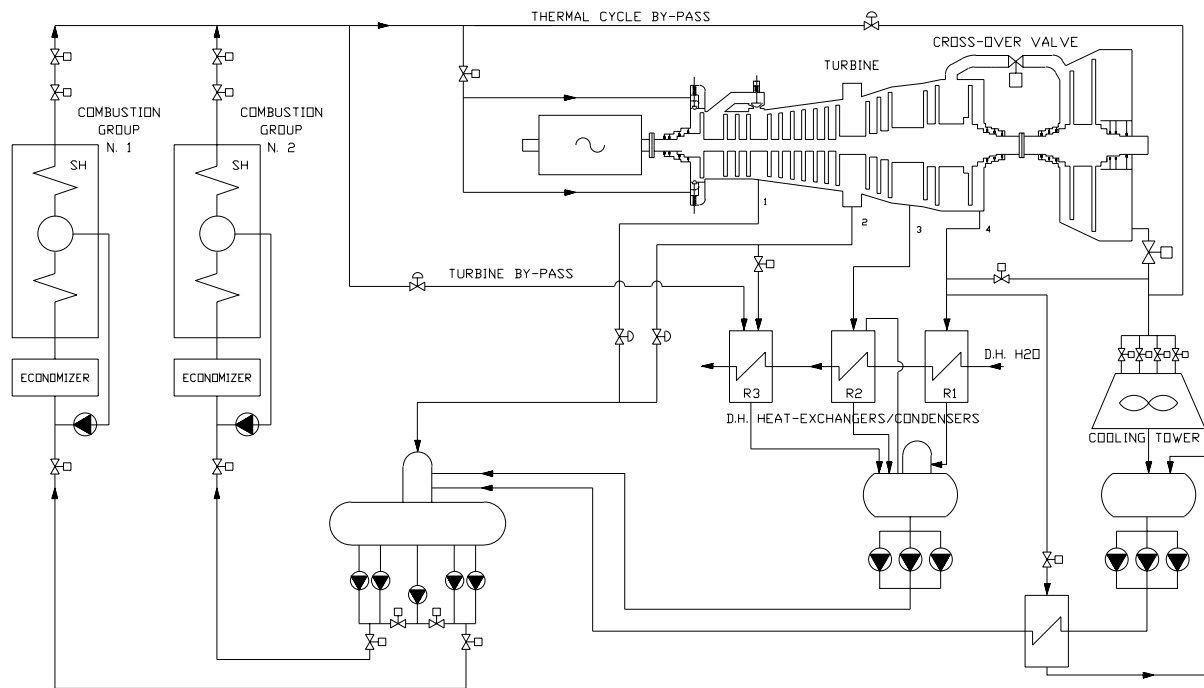 THERMAL CYCLE BY-PASS
CROSS-OVER VALVE
TURBINE
COMBUSTION
GROUP
N. 1
COMBUSTION
GROUP
N. 2
SH
SH
1
2
3
4
TURBINE BY-PASS
ECONOMIZER
ECONOMIZER
D.H. H2O
R3
R2
R1
D.H. HEAT-EXCHANGERS/CONDENSERS
COOLING TOWER